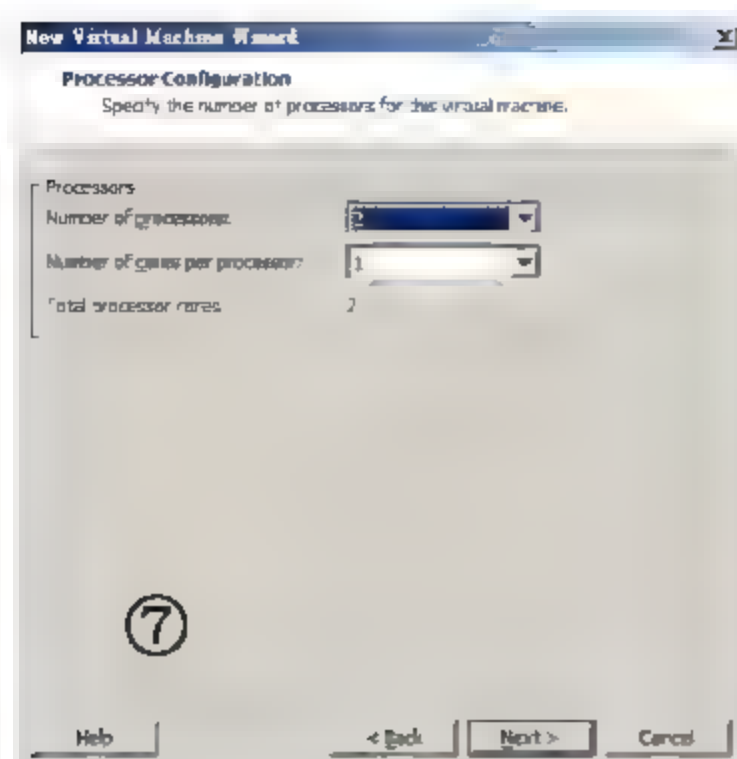 New Virtual Machine Wizard
Processor Configuration
Specify the number of processors for this virtual machine.
Processors
Number of processors: 2
Number of cores per processor: 1
Total processor cores: 2
⑦
Help
< Back
Next >
Cancel